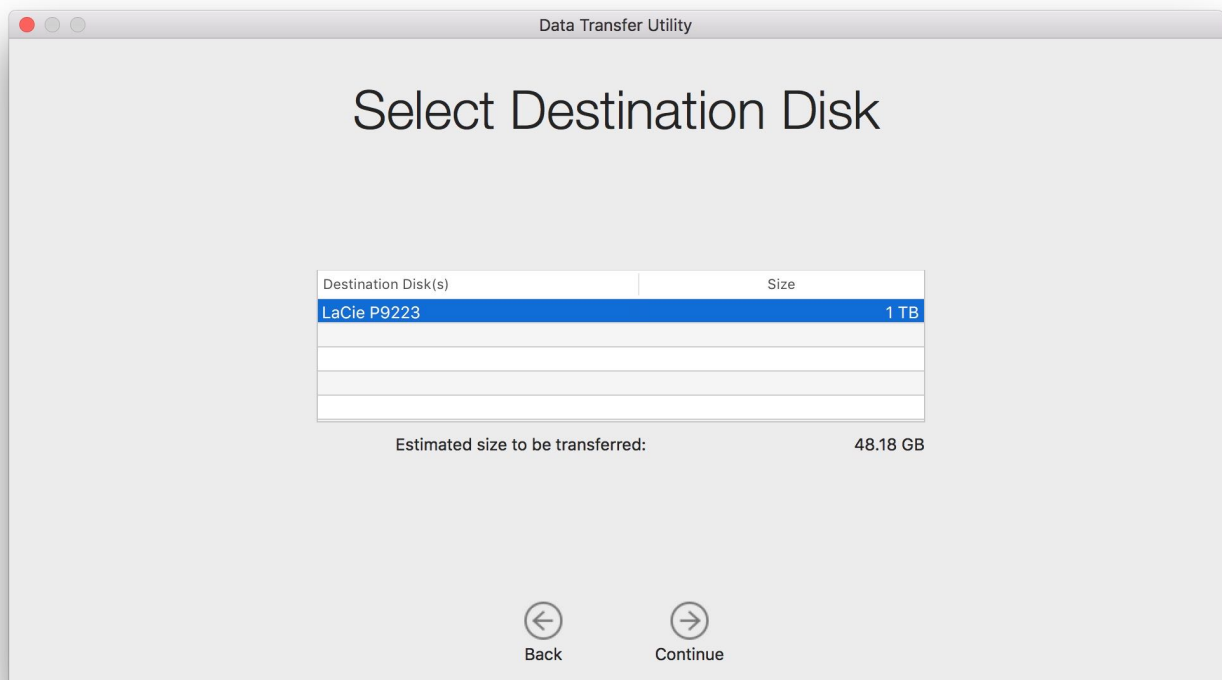 Data Transfer Utility
Select Destination Disk
Destination Disk(s) Size
LaCie P9223 1 TB
Estimated size to be transferred: 48.18 GB
Back Continue